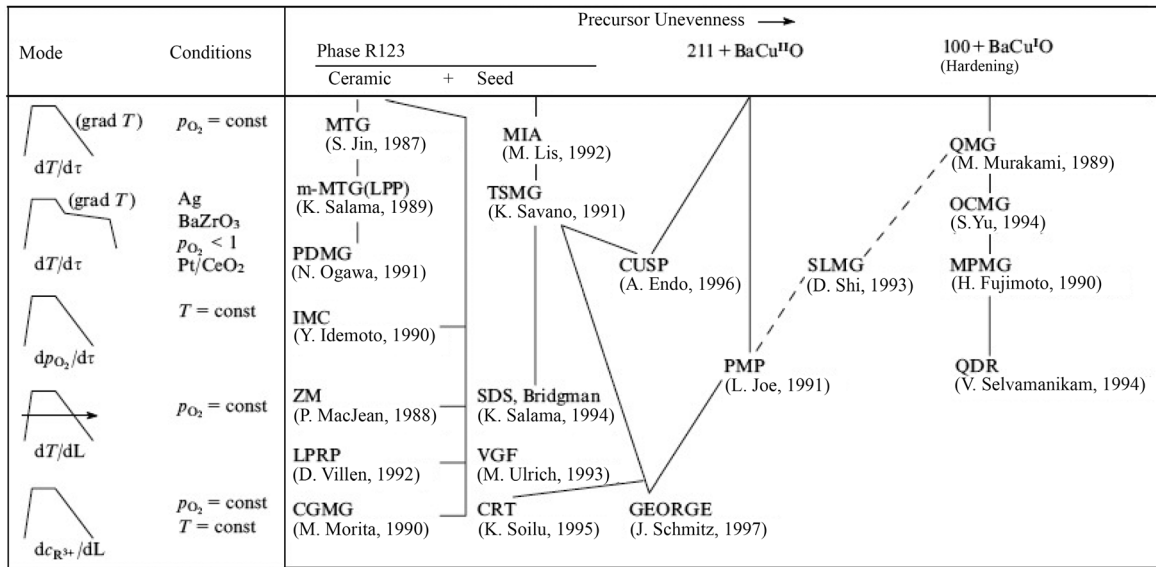 Precursor Unevenness
Mode
Conditions
Phase R123
Ceramic + Seed
211 + BaCuᴵᴵO
100 + BaCuᴵO
(Hardening)
(grad T)
dT/dτ
pO₂ = const
(grad T)
dT/dτ
Ag
BaZrO₃
pO₂ < 1
Pt/CeO₂
dpO₂/dτ
T = const
dT/dL
pO₂ = const
dcR³⁺/dL
pO₂ = const
T = const
MTG
(S. Jin, 1987)
m-MTG(LPP)
(K. Salama, 1989)
PDMG
(N. Ogawa, 1991)
IMC
(Y. Idemoto, 1990)
ZM
(P. MacJean, 1988)
LPRP
(D. Villen, 1992)
CGMG
(M. Morita, 1990)
MIA
(M. Lis, 1992)
TSMG
(K. Savano, 1991)
SDS, Bridgman
(K. Salama, 1994)
VGF
(M. Ulrich, 1993)
CRT
(K. Soilu, 1995)
CUSP
(A. Endo, 1996)
GEORGE
(J. Schmitz, 1997)
PMP
(L. Joe, 1991)
SLMG
(D. Shi, 1993)
QMG
(M. Murakami, 1989)
OCMG
(S.Yu, 1994)
MPMG
(H. Fujimoto, 1990)
QDR
(V. Selvamanikam, 1994)